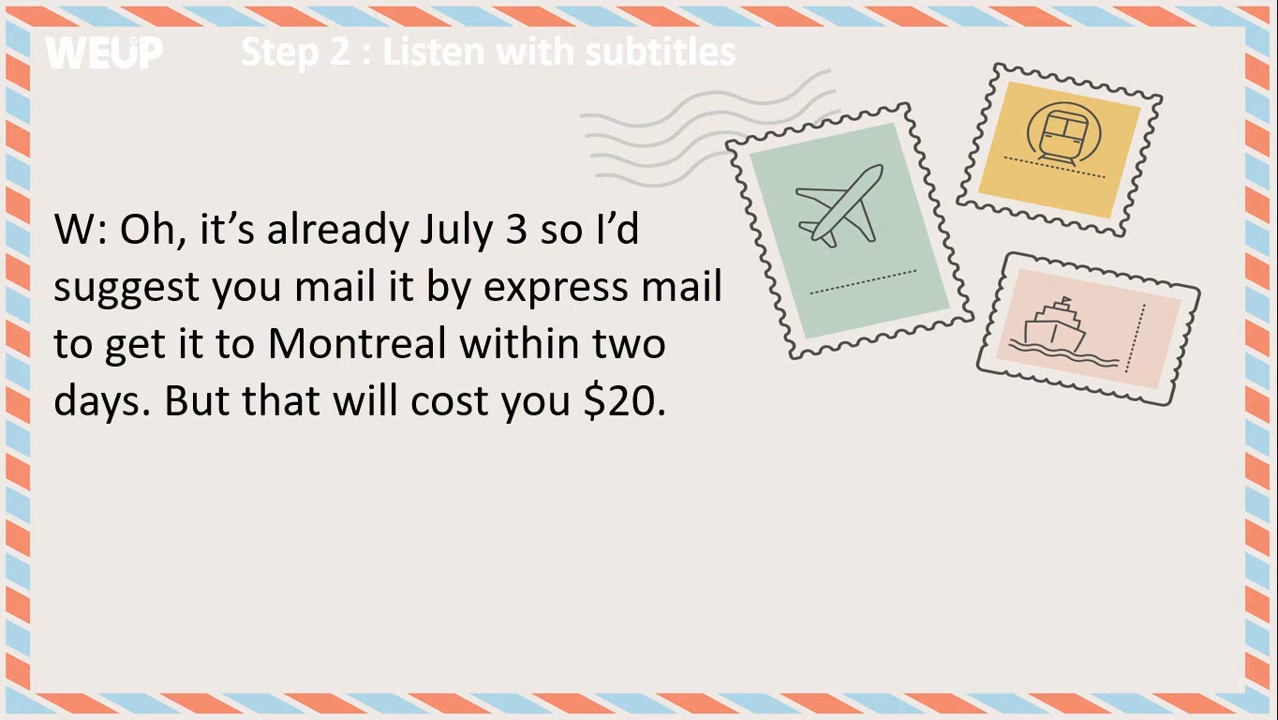 WEUP
Step 2 : Listen with subtitles
W: Oh, it’s already July 3 so I’d
suggest you mail it by express mail
to get it to Montreal within two
days. But that will cost you $20.